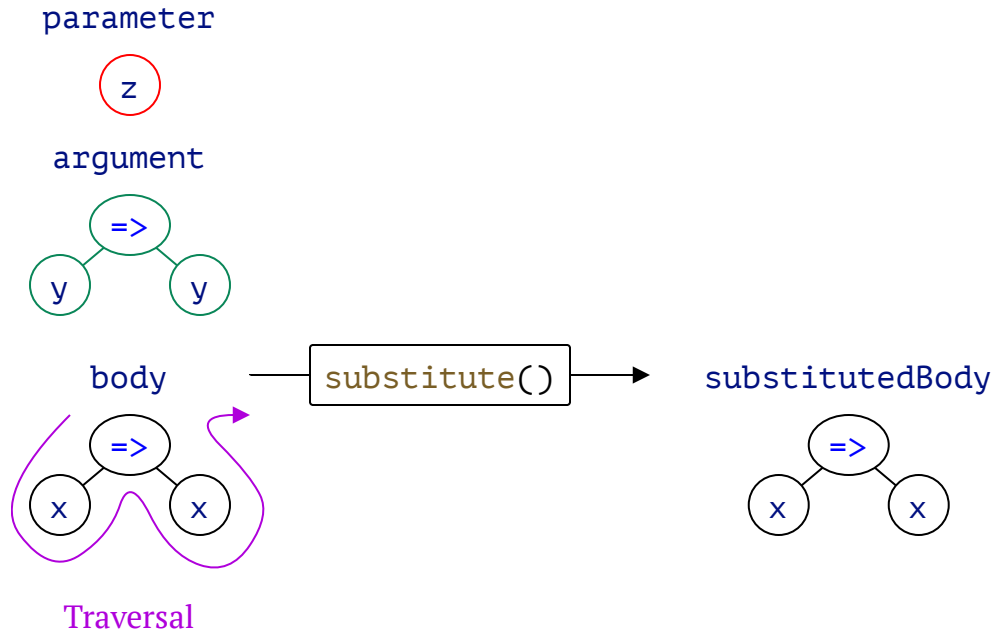 parameter
z
argument
=>
y y
body
=>
x x
Traversal
substitute()
substitutedBody
=>
x x